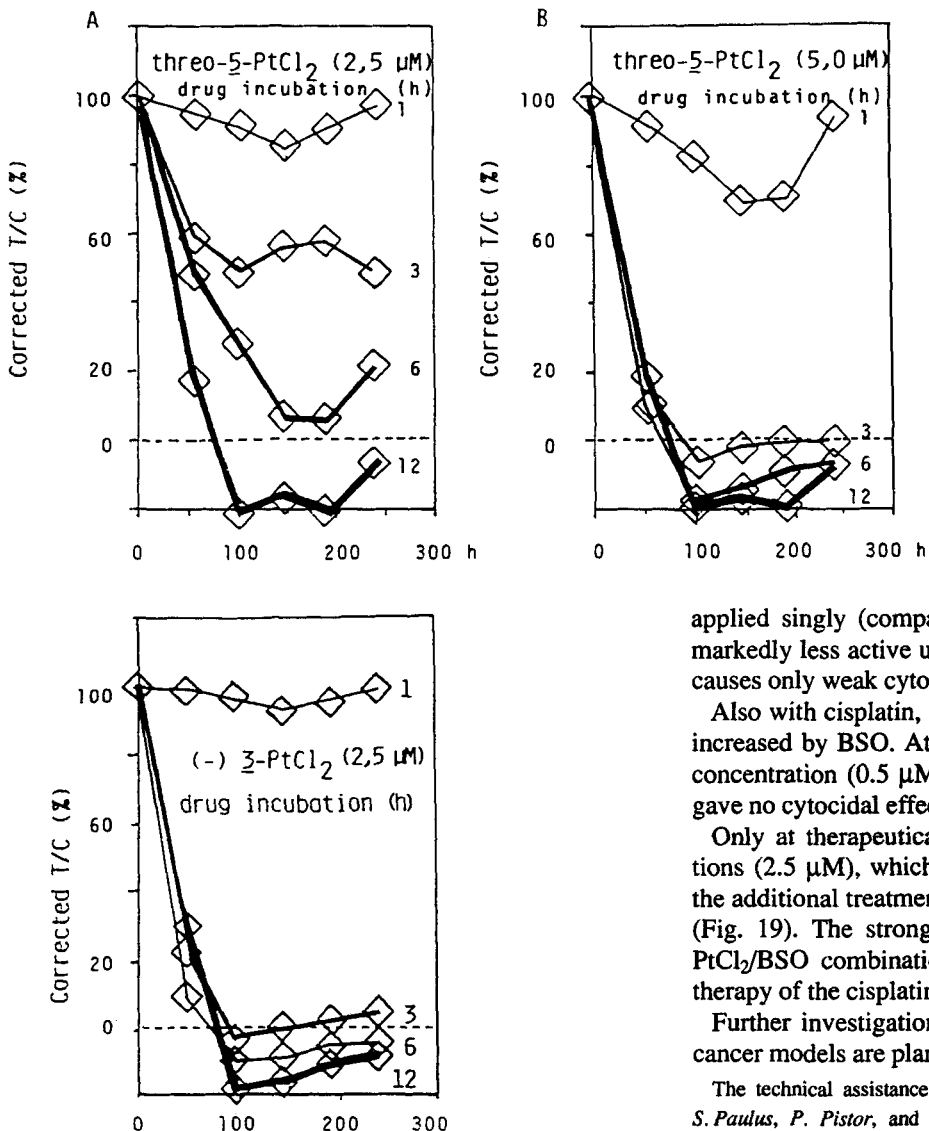 A
threo-5-PtCl2 (2,5 µM)
drug incubation (h)
Corrected T/C (%)
100
60
20
0
1
3
6
12
0 100 200 300 h
B
threo-5-PtCl2 (5,0 µM)
drug incubation (h)
Corrected T/C (%)
100
60
20
0
1
3
6
12
0 100 200 300 h
(-) 3-PtCl2 (2,5 µM)
drug incubation (h)
Corrected T/C (%)
100
60
20
0
1
3
6
12
0 100 200 300 h
applied singly (compa
markedly less active u
causes only weak cyto
Also with cisplatin,
increased by BSO. At
concentration (0.5 µM
gave no cytocidal effe
Only at therapeutica
tions (2.5 µM), which
the additional treatmen
(Fig. 19). The strong
PtCl2/BSO combinati
therapy of the cisplatin
Further investigation
cancer models are plan
The technical assistance
S. Paulus, P. Pistor, and